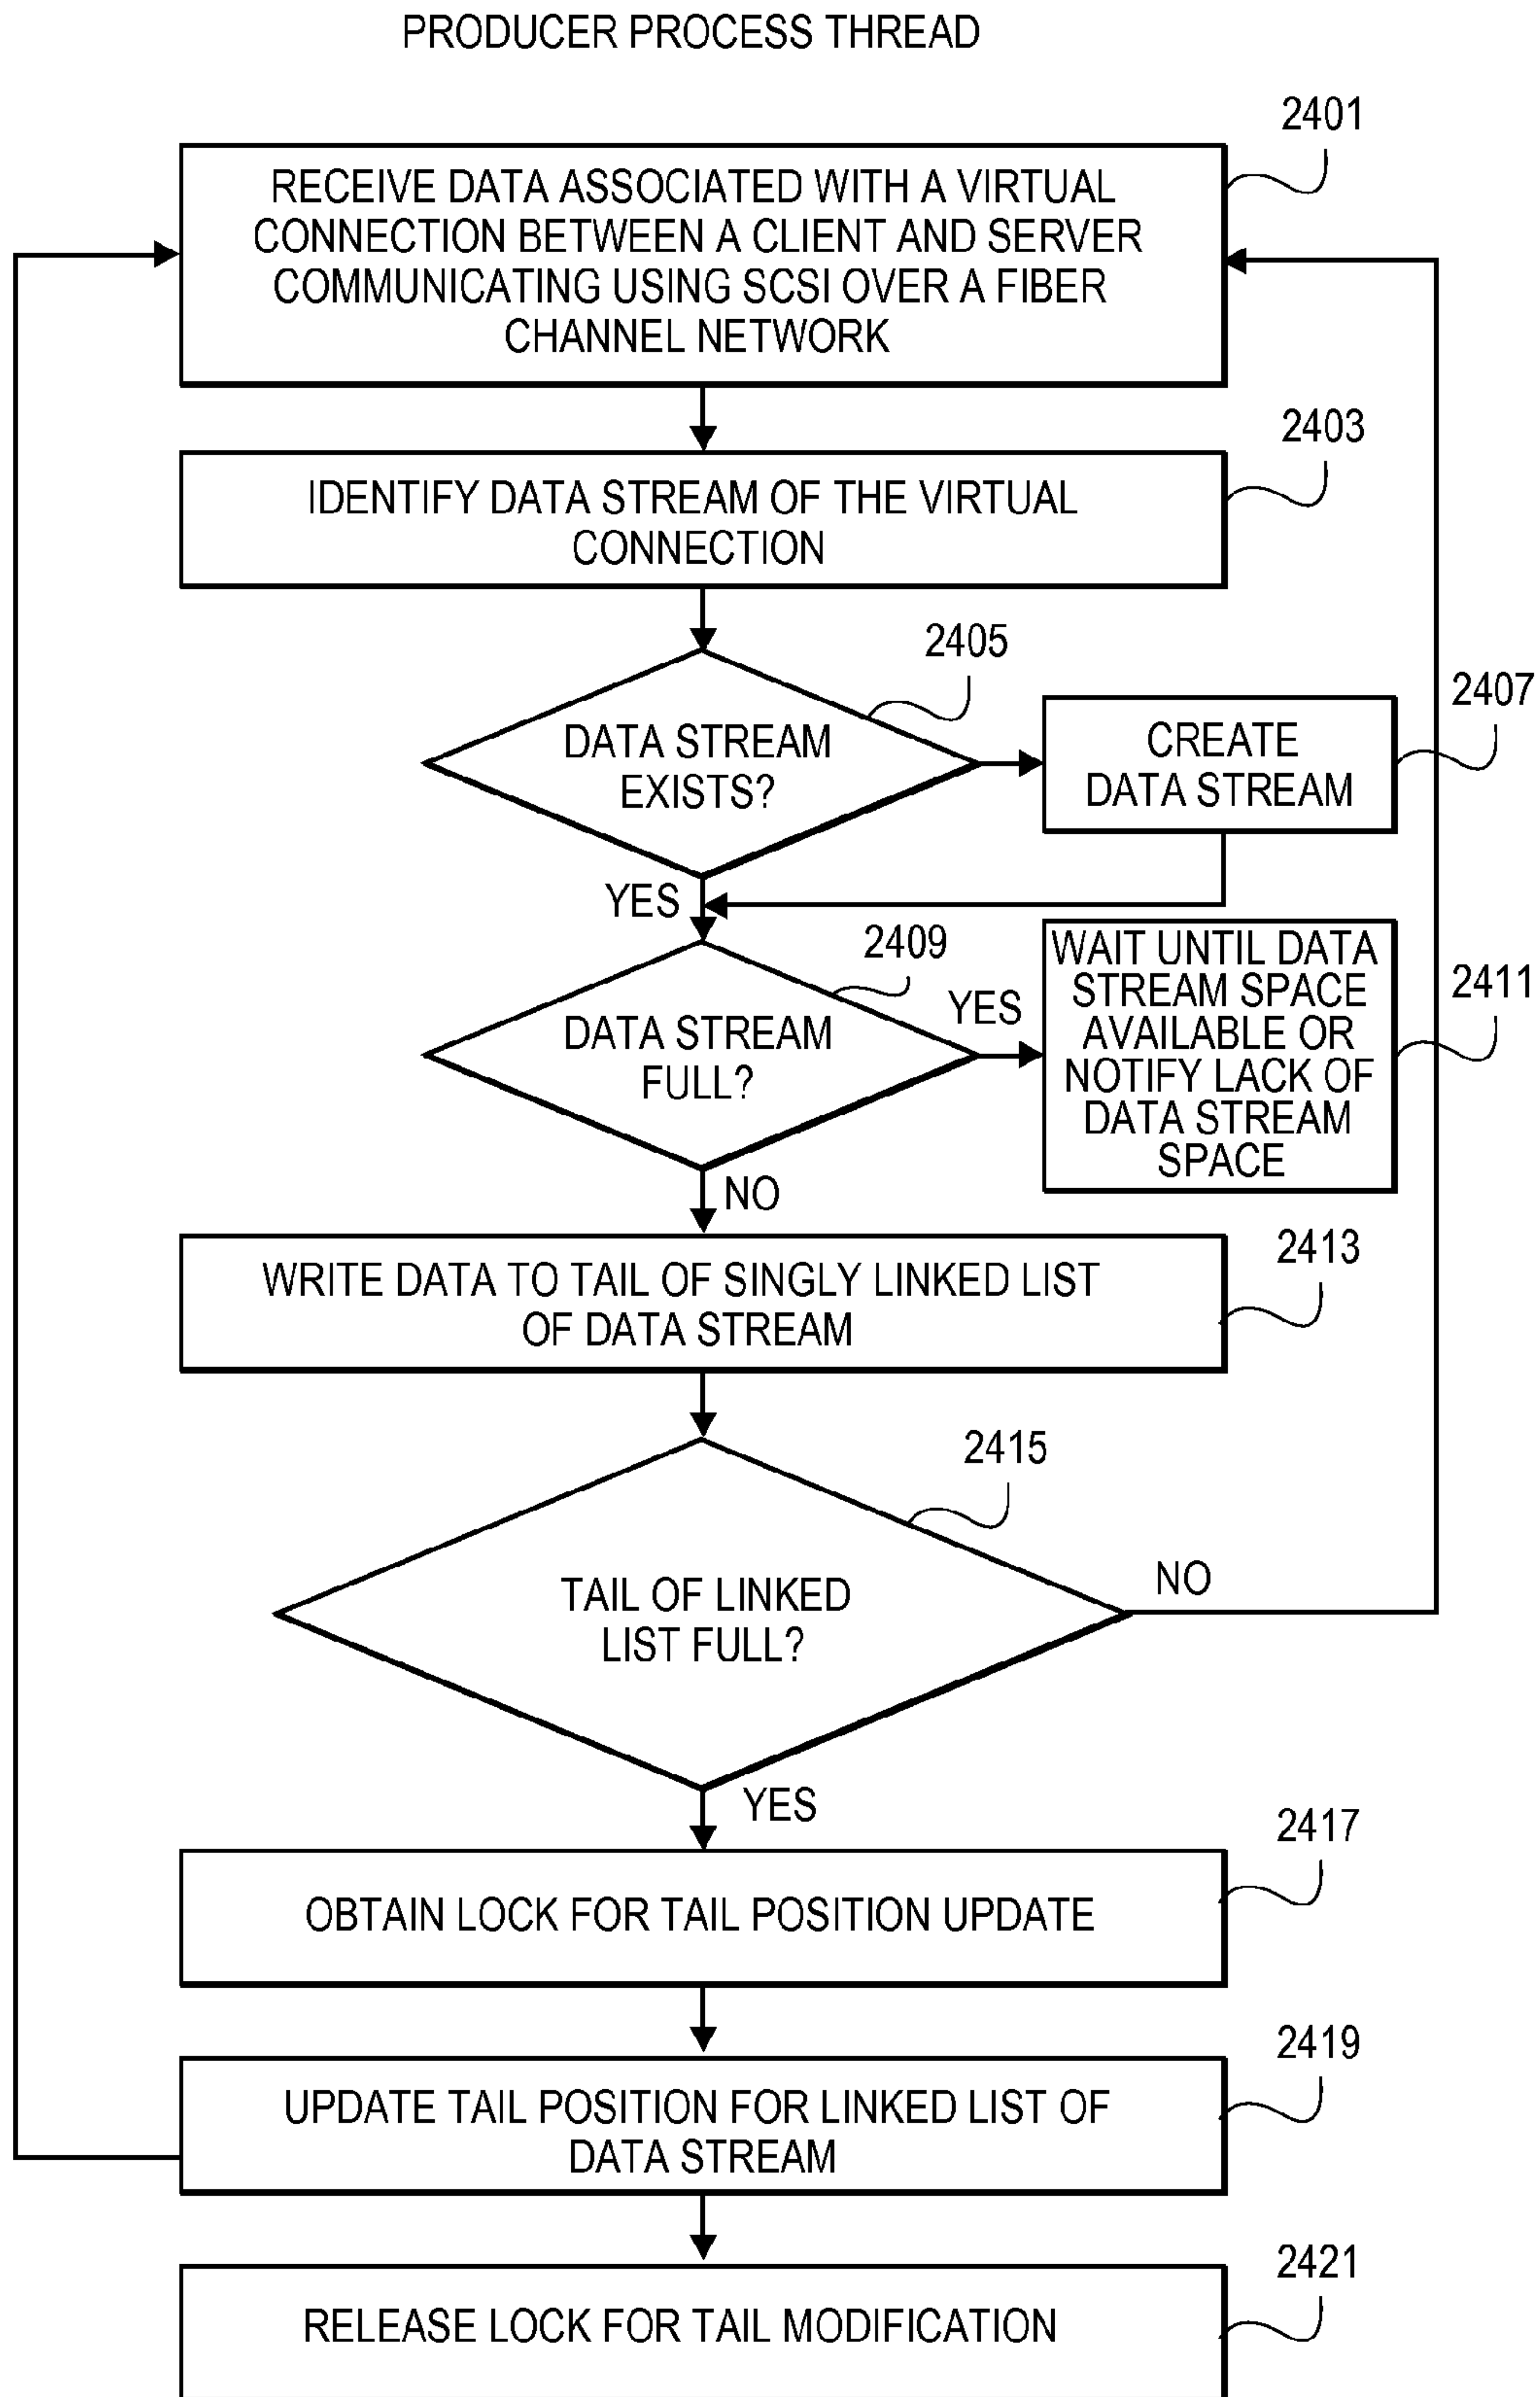 PRODUCER PROCESS THREAD
2401
RECEIVE DATA ASSOCIATED WITH A VIRTUAL
CONNECTION BETWEEN A CLIENT AND SERVER
COMMUNICATING USING SCSI OVER A FIBER
CHANNEL NETWORK
2403
IDENTIFY DATA STREAM OF THE VIRTUAL
CONNECTION
2405
DATA STREAM
EXISTS?
2407
CREATE
DATA STREAM
YES
2409
DATA STREAM
FULL?
YES
2411
WAIT UNTIL DATA
STREAM SPACE
AVAILABLE OR
NOTIFY LACK OF
DATA STREAM
SPACE
NO
2413
WRITE DATA TO TAIL OF SINGLY LINKED LIST
OF DATA STREAM
2415
TAIL OF LINKED
LIST FULL?
NO
YES
2417
OBTAIN LOCK FOR TAIL POSITION UPDATE
2419
UPDATE TAIL POSITION FOR LINKED LIST OF
DATA STREAM
2421
RELEASE LOCK FOR TAIL MODIFICATION